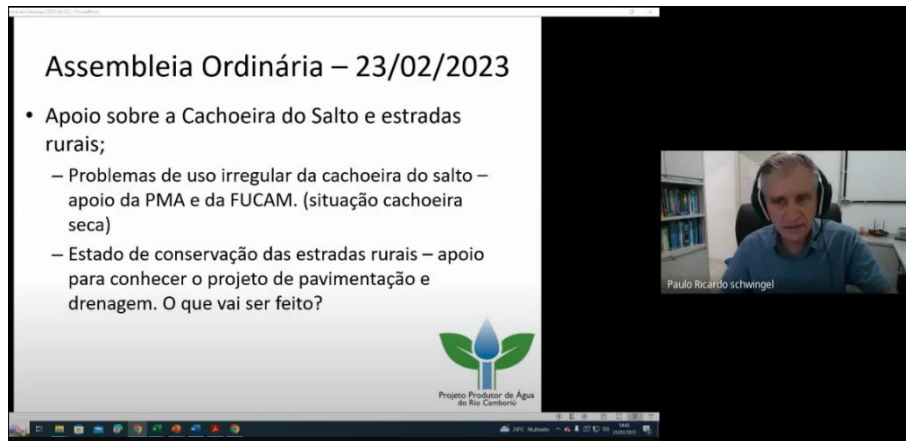 Assembleia Ordinária – 23/02/2023
• Apoio sobre a Cachoeira do Salto e estradas
rurais;
– Problemas de uso irregular da cachoeira do salto –
apoio da PMA e da FUCAM. (situação cachoeira
seca)
– Estado de conservação das estradas rurais – apoio
para conhecer o projeto de pavimentação e
drenagem. O que vai ser feito?
Projeto Produtor de Água
do Rio Camboriú
Paulo Ricardo schwingel
24°C Nublado